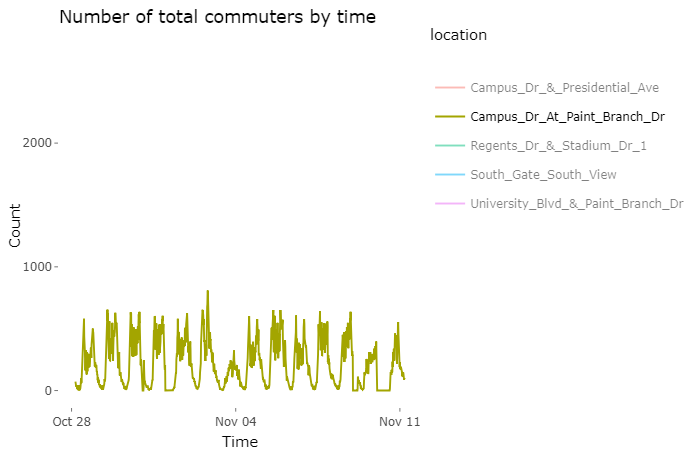 Number of total commuters by time
location
Campus_Dr_&_Presidential_Ave
Campus_Dr_At_Paint_Branch_Dr
Regents_Dr_&_Stadium_Dr_1
South_Gate_South_View
University_Blvd_&_Paint_Branch_Dr
Count
2000
1000
0
Oct 28
Nov 04
Nov 11
Time